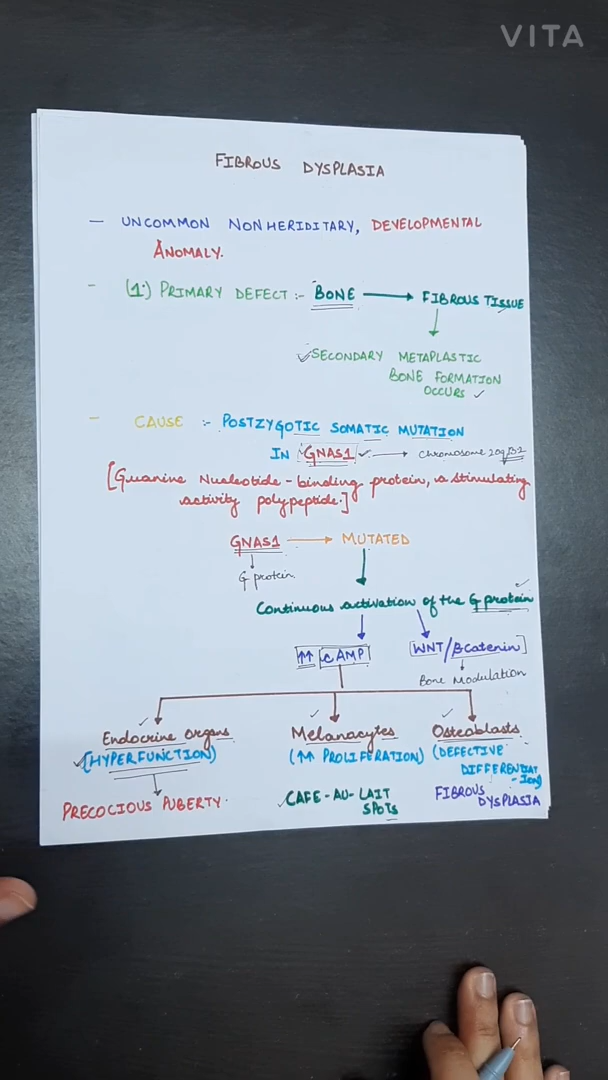 VITA
FIBROUS DYSPLASIA
- UNCOMMON NONHERIDITARY, DEVELOPMENTAL
ANOMALY.
- (1.) PRIMARY DEFECT :- BONE → FIBROUS TISSUE
↓
✓SECONDARY METAPLASTIC
BONE FORMATION
OCCURS ✓
- CAUSE :- POSTZYGOTIC SOMATIC MUTATION
IN GNAS1 ✓ → Chromosome 20q13.2
[Guanine Nucleotide - binding protein, α stimulating
activity polypeptide.]
GNAS1 → MUTATED
↓ G protein.
↓
Continuous activation of the G protein ✓
↑↑ cAMP [WNT/β catenin]
↓
Bone Modulation
✓ Endocrine organs ✓ Melanacytes ✓ Osteoblasts
✓[HYPERFUNCTION) (↑↑ PROLIFERATION) (DEFECTIVE
DIFFERENTIAT
-ION)
PRECOCIOUS PUBERTY. ✓CAFE-AU-LAIT
SPOTS
FIBROUS
DYSPLASIA